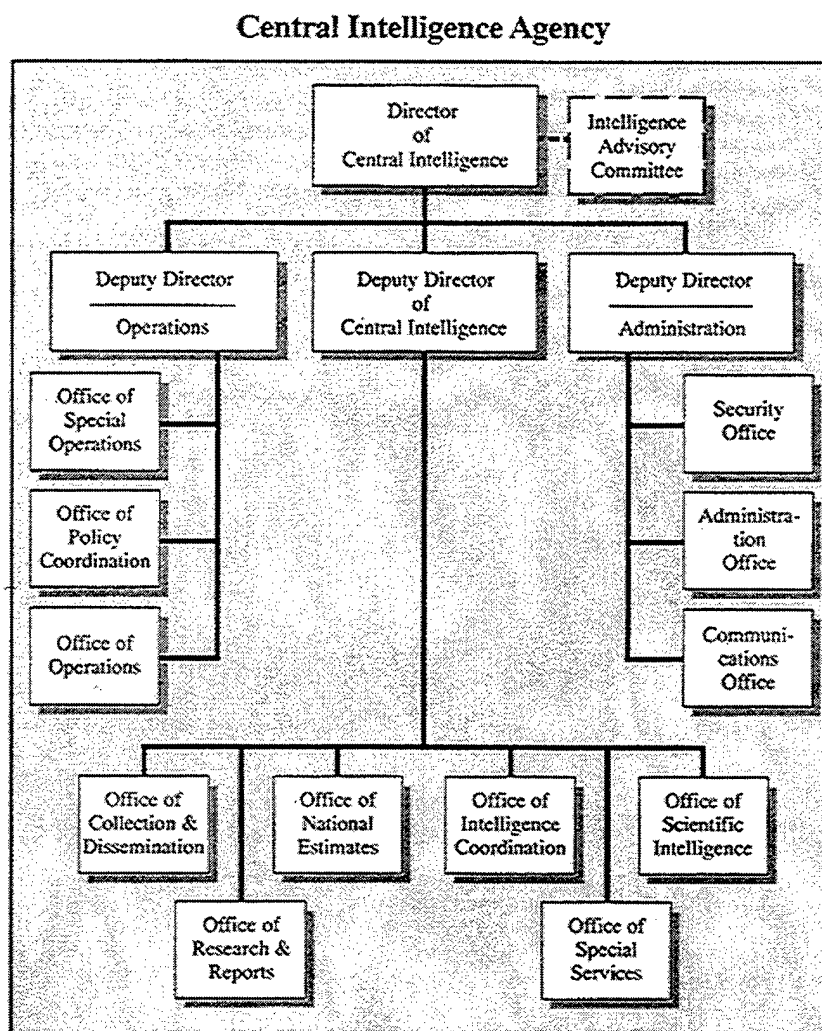 Central Intelligence Agency
Director
of
Central Intelligence
Intelligence
Advisory
Committee
Deputy Director
Operations
Deputy Director
of
Central Intelligence
Deputy Director
Administration
Office of
Special
Operations
Security
Office
Office of
Policy
Coordination
Administra-
tion
Office
Office of
Operations
Communi-
cations
Office
Office of
Collection &
Dissemination
Office of
National
Estimates
Office of
Intelligence
Coordination
Office of
Scientific
Intelligence
Office of
Research &
Reports
Office of
Special
Services